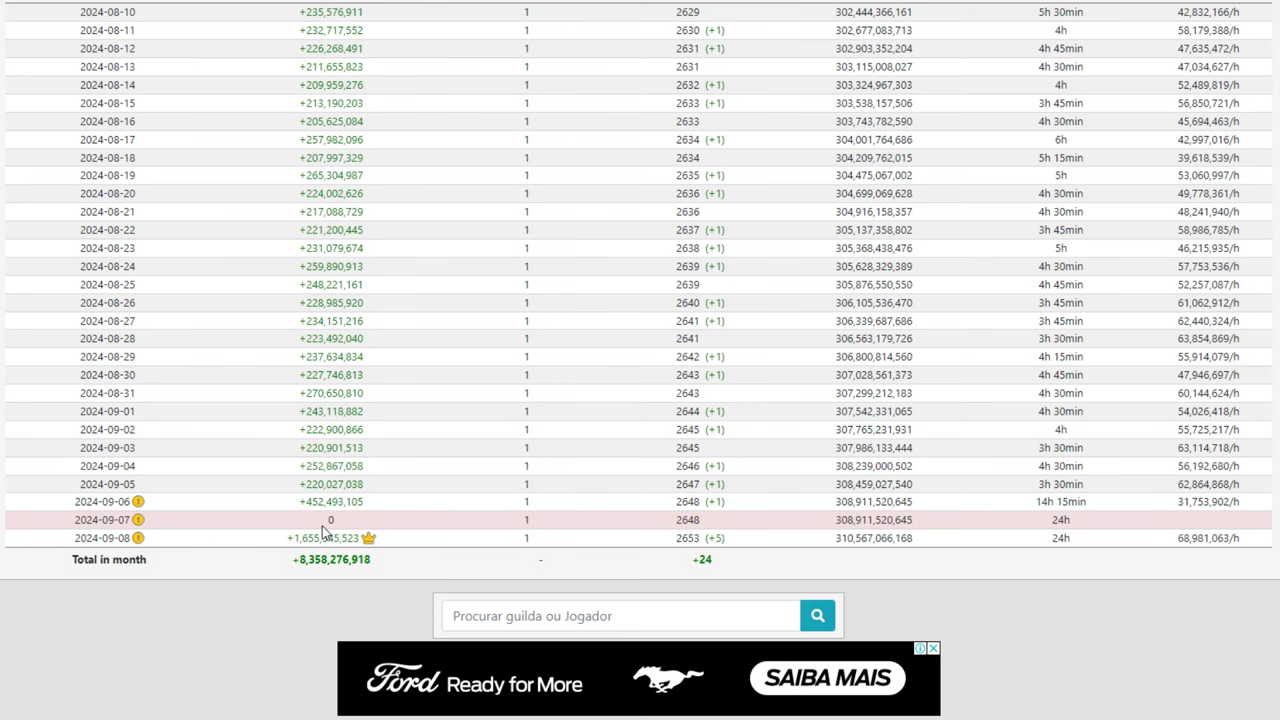 2024-08-10 +235,576,911 1 2629 302,444,366,161 5h 30min 42,832,166/h
2024-08-11 +232,717,552 1 2630 (+1) 302,677,083,713 4h 58,179,388/h
2024-08-12 +226,268,491 1 2631 (+1) 302,903,352,204 4h 45min 47,635,472/h
2024-08-13 +211,655,823 1 2631 303,115,008,027 4h 30min 47,034,627/h
2024-08-14 +209,959,276 1 2632 (+1) 303,324,967,303 4h 52,489,819/h
2024-08-15 +213,190,203 1 2633 (+1) 303,538,157,506 3h 45min 56,850,721/h
2024-08-16 +205,625,084 1 2633 303,743,782,590 4h 30min 45,694,463/h
2024-08-17 +257,982,096 1 2634 (+1) 304,001,764,686 6h 42,997,016/h
2024-08-18 +207,997,329 1 2634 304,209,762,015 5h 15min 39,618,539/h
2024-08-19 +265,304,987 1 2635 (+1) 304,475,067,002 5h 53,060,997/h
2024-08-20 +224,002,626 1 2636 (+1) 304,699,069,628 4h 30min 49,778,361/h
2024-08-21 +217,088,729 1 2636 304,916,158,357 4h 30min 48,241,940/h
2024-08-22 +221,200,445 1 2637 (+1) 305,137,358,802 3h 45min 58,986,785/h
2024-08-23 +231,079,674 1 2638 (+1) 305,368,438,476 5h 46,215,935/h
2024-08-24 +259,890,913 1 2639 (+1) 305,628,329,389 4h 30min 57,753,536/h
2024-08-25 +248,221,161 1 2639 305,876,550,550 4h 45min 52,257,087/h
2024-08-26 +228,985,920 1 2640 (+1) 306,105,536,470 3h 45min 61,062,912/h
2024-08-27 +234,151,216 1 2641 (+1) 306,339,687,686 3h 45min 62,440,324/h
2024-08-28 +223,492,040 1 2641 306,563,179,726 3h 30min 63,854,869/h
2024-08-29 +237,634,834 1 2642 (+1) 306,800,814,560 4h 15min 55,914,079/h
2024-08-30 +227,746,813 1 2643 (+1) 307,028,561,373 4h 45min 47,946,697/h
2024-08-31 +270,650,810 1 2643 307,299,212,183 4h 30min 60,144,624/h
2024-09-01 +243,118,882 1 2644 (+1) 307,542,331,065 4h 30min 54,026,418/h
2024-09-02 +222,900,866 1 2645 (+1) 307,765,231,931 4h 55,725,217/h
2024-09-03 +220,901,513 1 2645 307,986,133,444 3h 30min 63,114,718/h
2024-09-04 +252,867,058 1 2646 (+1) 308,239,000,502 4h 30min 56,192,680/h
2024-09-05 +220,027,038 1 2647 (+1) 308,459,027,540 3h 30min 62,864,868/h
2024-09-06 +452,493,105 1 2648 (+1) 308,911,520,645 14h 15min 31,753,902/h
2024-09-07 0 1 2648 308,911,520,645 24h
2024-09-08 1 2653 (+5) 310,567,066,168 24h 68,981,063/h
Total in month +8,358,276,918 - +24
Procurar guilda ou Jogador
Ford Ready for More SAIBA MAIS